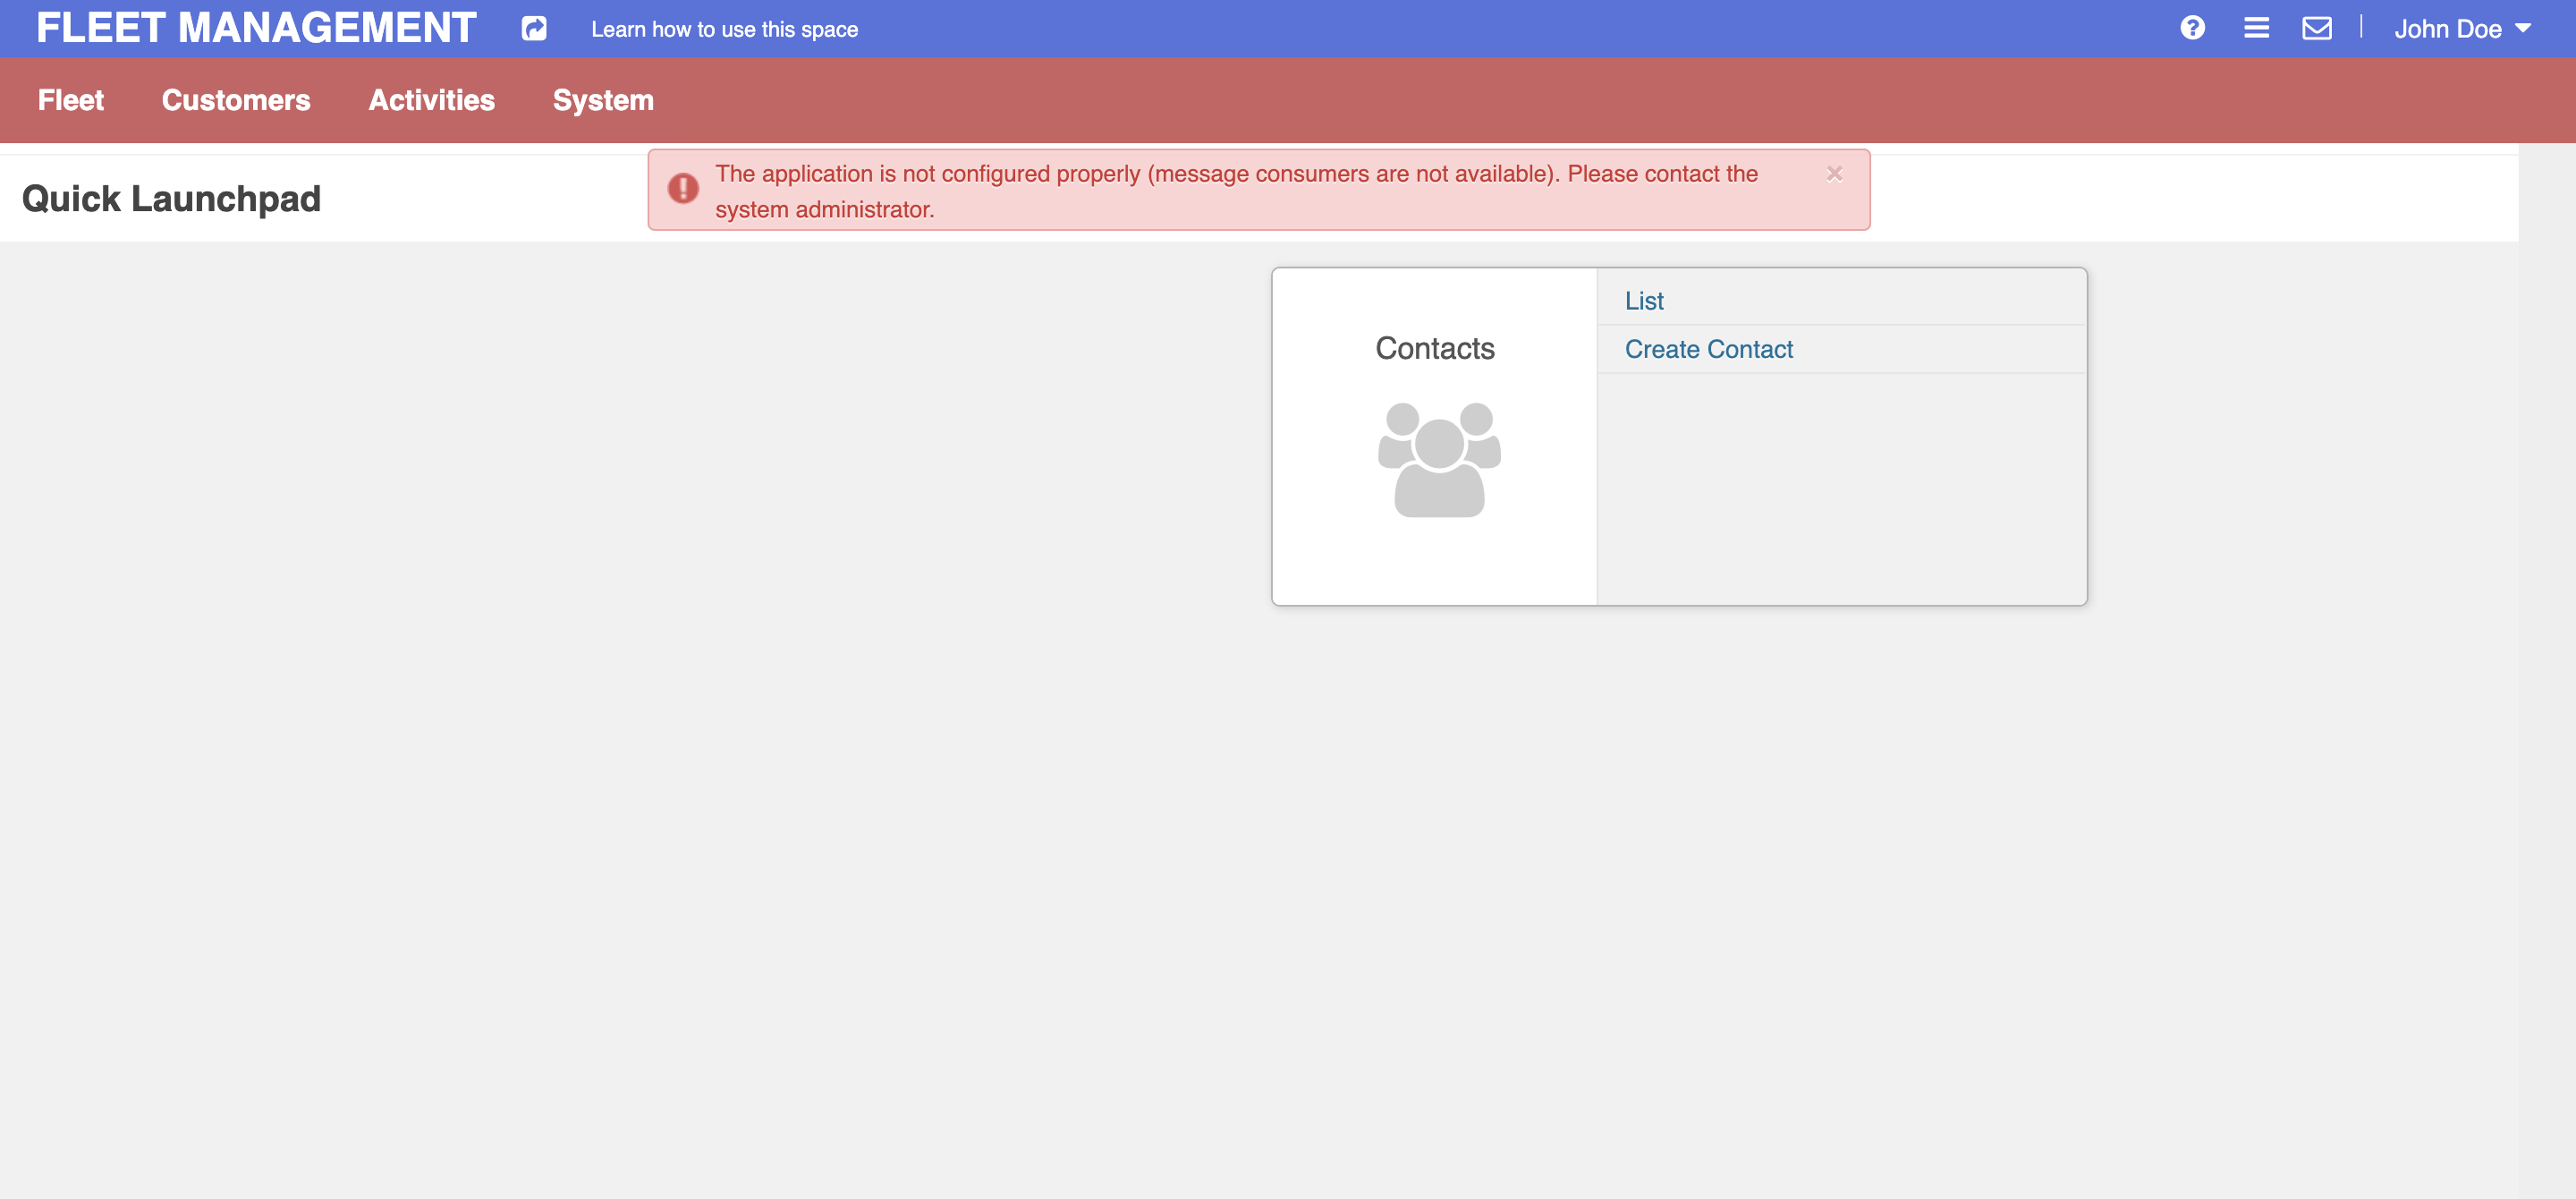 FLEET MANAGEMENT
Learn how to use this space
John Doe
Fleet
Customers
Activities
System
Quick Launchpad
The application is not configured properly (message consumers are not available). Please contact the
system administrator.
Contacts
List
Create Contact